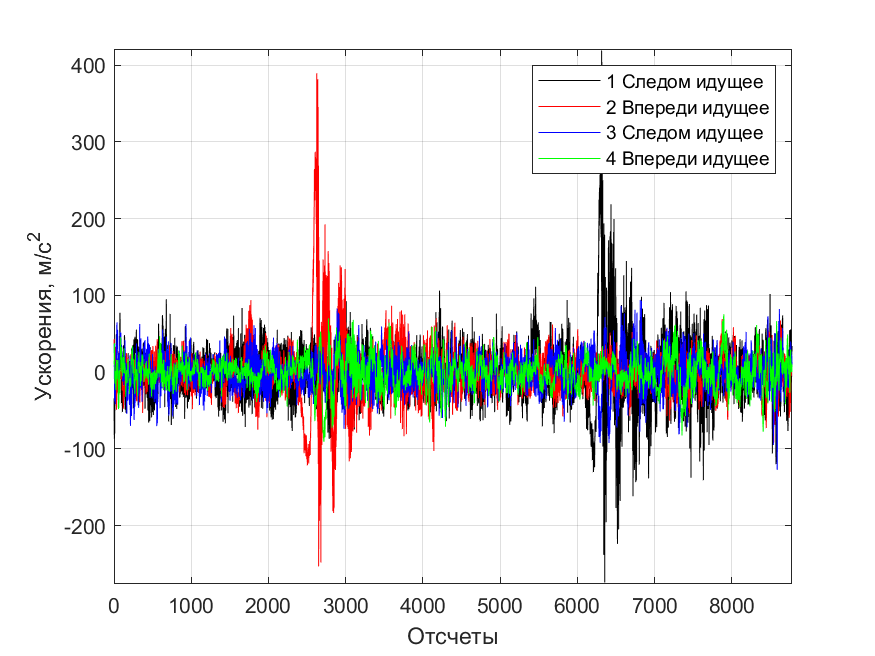 400
300
200
100
0
-100
-200
Ускорения, м/с²
1 Следом идущее
2 Впереди идущее
3 Следом идущее
4 Впереди идущее
0 1000 2000 3000 4000 5000 6000 7000 8000
Отсчеты